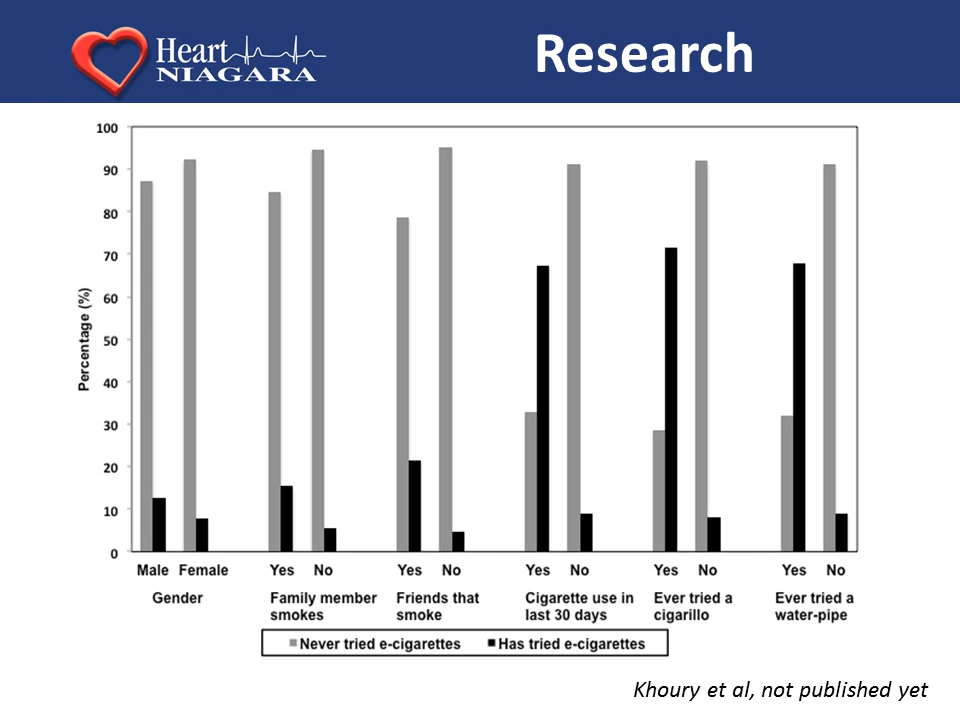 Heart
NIAGARA
Research
100
90
80
70
60
50
40
30
20
10
0
Percentage (%)
Male Female Yes No Yes No Yes No Yes No Yes No
Gender Family member Friends that Cigarette use in Ever tried a Ever tried a
smokes smoke last 30 days cigarillo water-pipe
Never tried e-cigarettes Has tried e-cigarettes
Khoury et al, not published yet